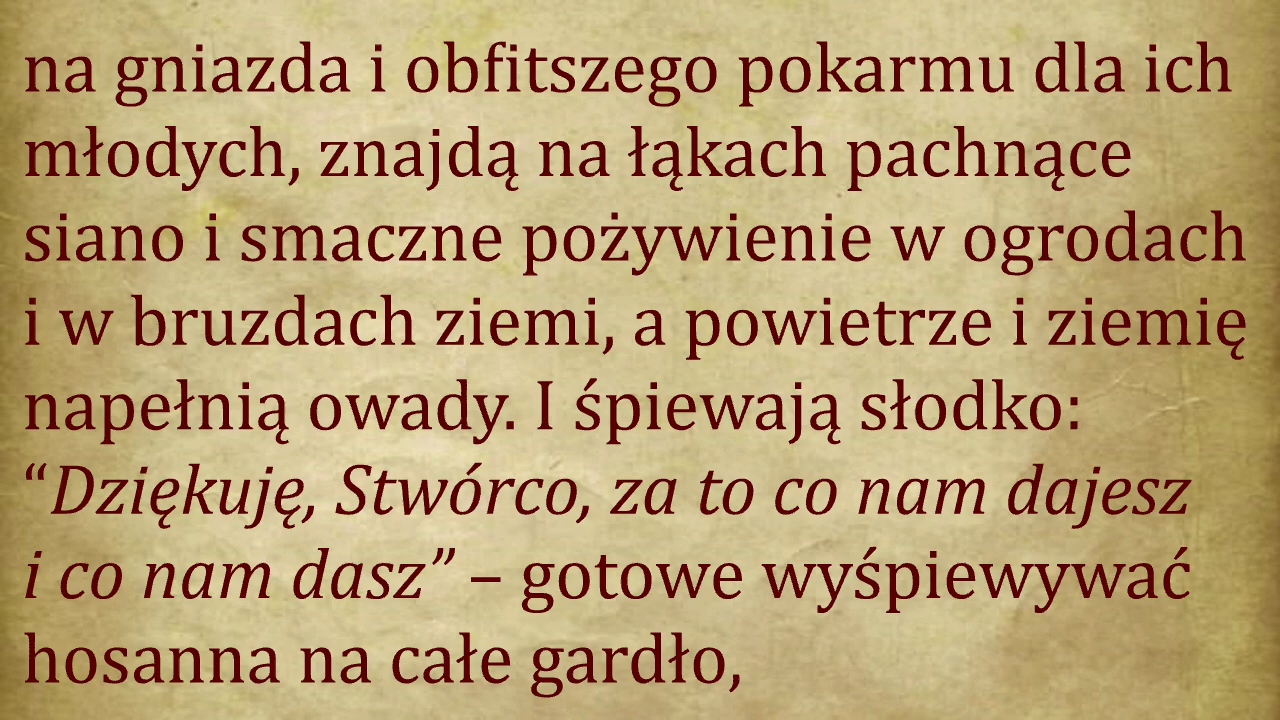 na gniazda i obfitszego pokarmu dla ich
młodych, znajdą na łąkach pachnące
siano i smaczne pożywienie w ogrodach
i w bruzdach ziemi, a powietrze i ziemię
napełnią owady. I śpiewają słodko:
“Dziękuję, Stwórco, za to co nam dajesz
i co nam dasz” – gotowe wyśpiewywać
hosanna na całe gardło,